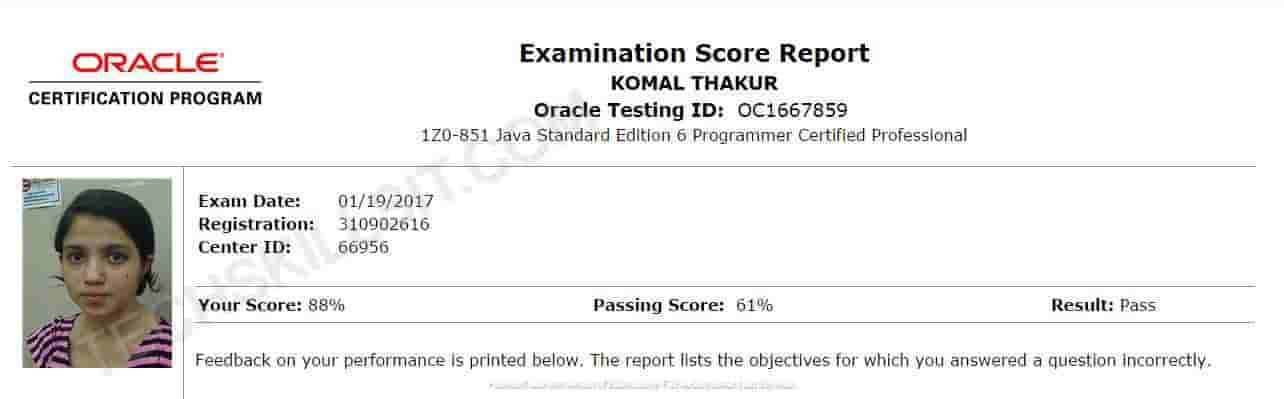 ORACLE
CERTIFICATION PROGRAM
Examination Score Report
KOMAL THAKUR
Oracle Testing ID: OC1667859
1Z0-851 Java Standard Edition 6 Programmer Certified Professional
Exam Date: 01/19/2017
Registration: 310902616
Center ID: 66956
Your Score: 88% Passing Score: 61% Result: Pass
Feedback on your performance is printed below. The report lists the objectives for which you answered a question incorrectly.
TECHSKILLSIT.COM